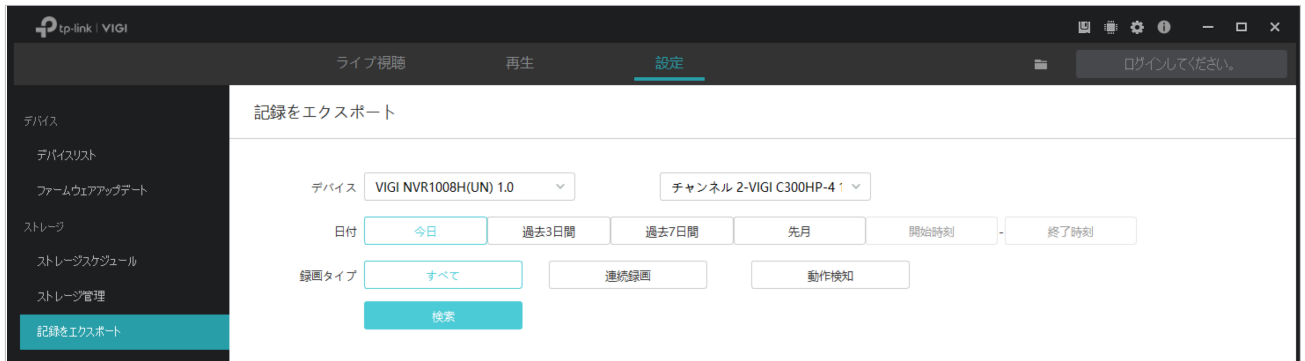 tp-link | VIGI
ライブ視聴 再生 設定 ログインしてください。
デバイス
デバイスリスト
ファームウェアアップデート
ストレージ
ストレージスケジュール
ストレージ管理
記録をエクスポート
記録をエクスポート
デバイス VIGI NVR1008H(UN) 1.0 チャンネル 2-VIGI C300HP-4 1
日付 今日 過去3日間 過去7日間 先月 開始時刻 - 終了時刻
録画タイプ すべて 連続録画 動作検知
検索